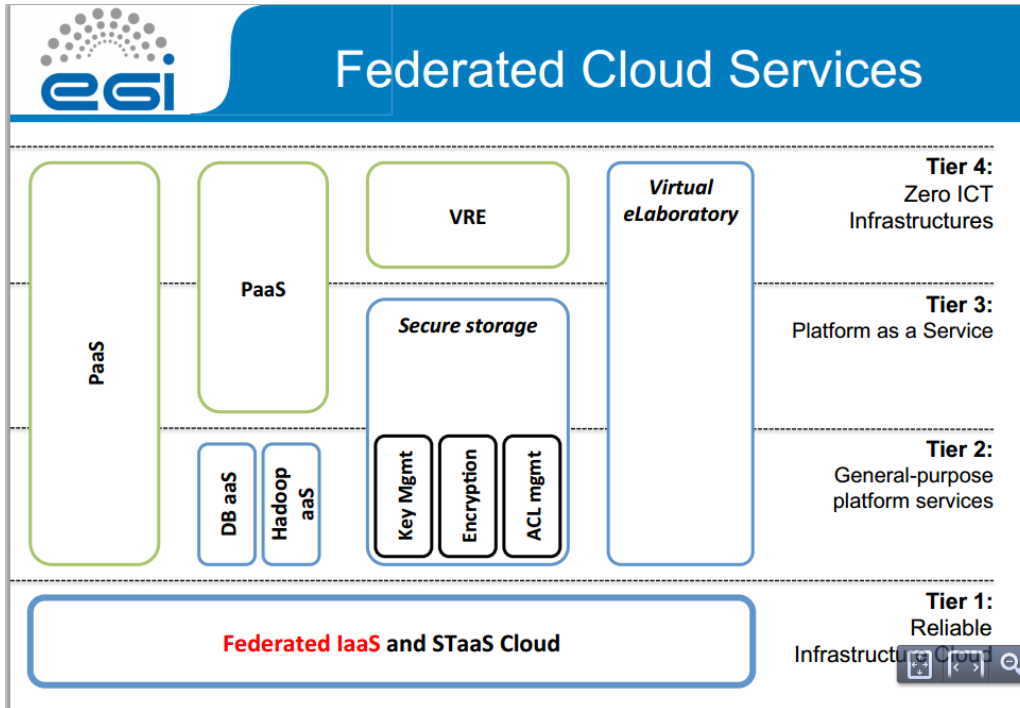 egi
Federated Cloud Services
Tier 4:
Zero ICT
Infrastructures
Virtual
eLaboratory
VRE
PaaS
PaaS
Tier 3:
Platform as a Service
Secure storage
Tier 2:
General-purpose
platform services
DB aaS
Hadoop
aaS
Key Mgmt
Encryption
ACL mgmt
Tier 1:
Reliable
Infrastructure Cloud
Federated IaaS and STaaS Cloud